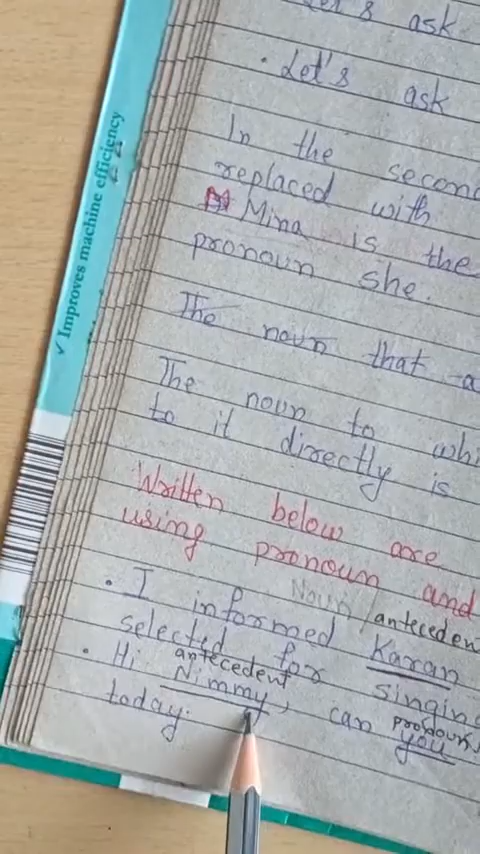 Let's ask
• Let's ask
In the second
replaced with
Mina is the
pronoun she.
The noun that
The noun to
to it directly is
Written below are
using pronoun and
Noun / antecedent
• I informed Karan
selected for singing
antecedent
• Hi Nimmy, can you
pronoun
today.
✓ Improves machine efficiency